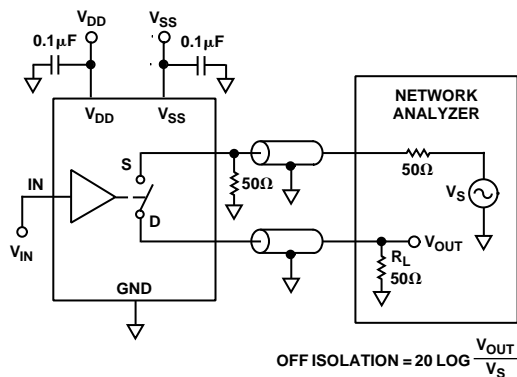 V_DD
V_SS
0.1µF
0.1µF
V_DD
V_SS
NETWORK
ANALYZER
S
50Ω
50Ω
IN
V_S
D
V_IN
V_OUT
R_L
50Ω
GND
OFF ISOLATION = 20 LOG V_OUT/V_S